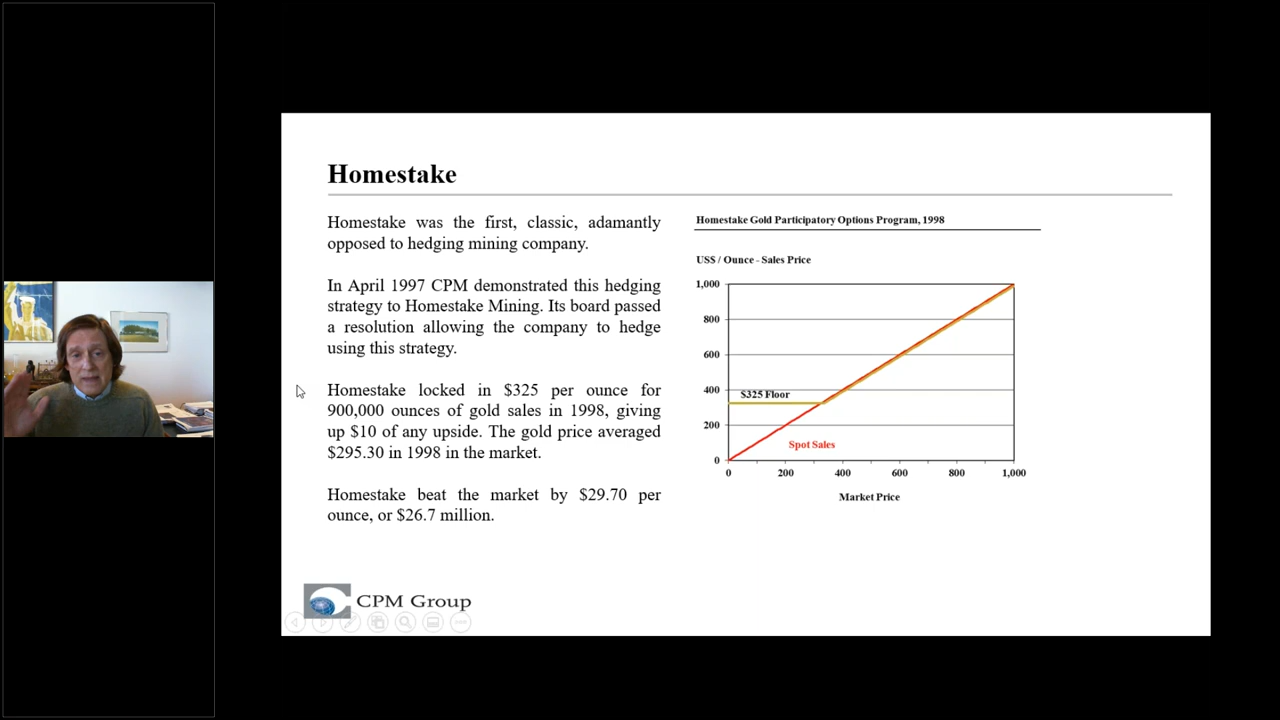 Homestake
Homestake was the first, classic, adamantly
opposed to hedging mining company.
In April 1997 CPM demonstrated this hedging
strategy to Homestake Mining. Its board passed
a resolution allowing the company to hedge
using this strategy.
Homestake locked in $325 per ounce for
900,000 ounces of gold sales in 1998, giving
up $10 of any upside. The gold price averaged
$295.30 in 1998 in the market.
Homestake beat the market by $29.70 per
ounce, or $26.7 million.
Homestake Gold Participatory Options Program, 1998
US$ / Ounce - Sales Price
1,000
800
600
400
200
0
$325 Floor
Spot Sales
0 200 400 600 800 1,000
Market Price
CPM Group